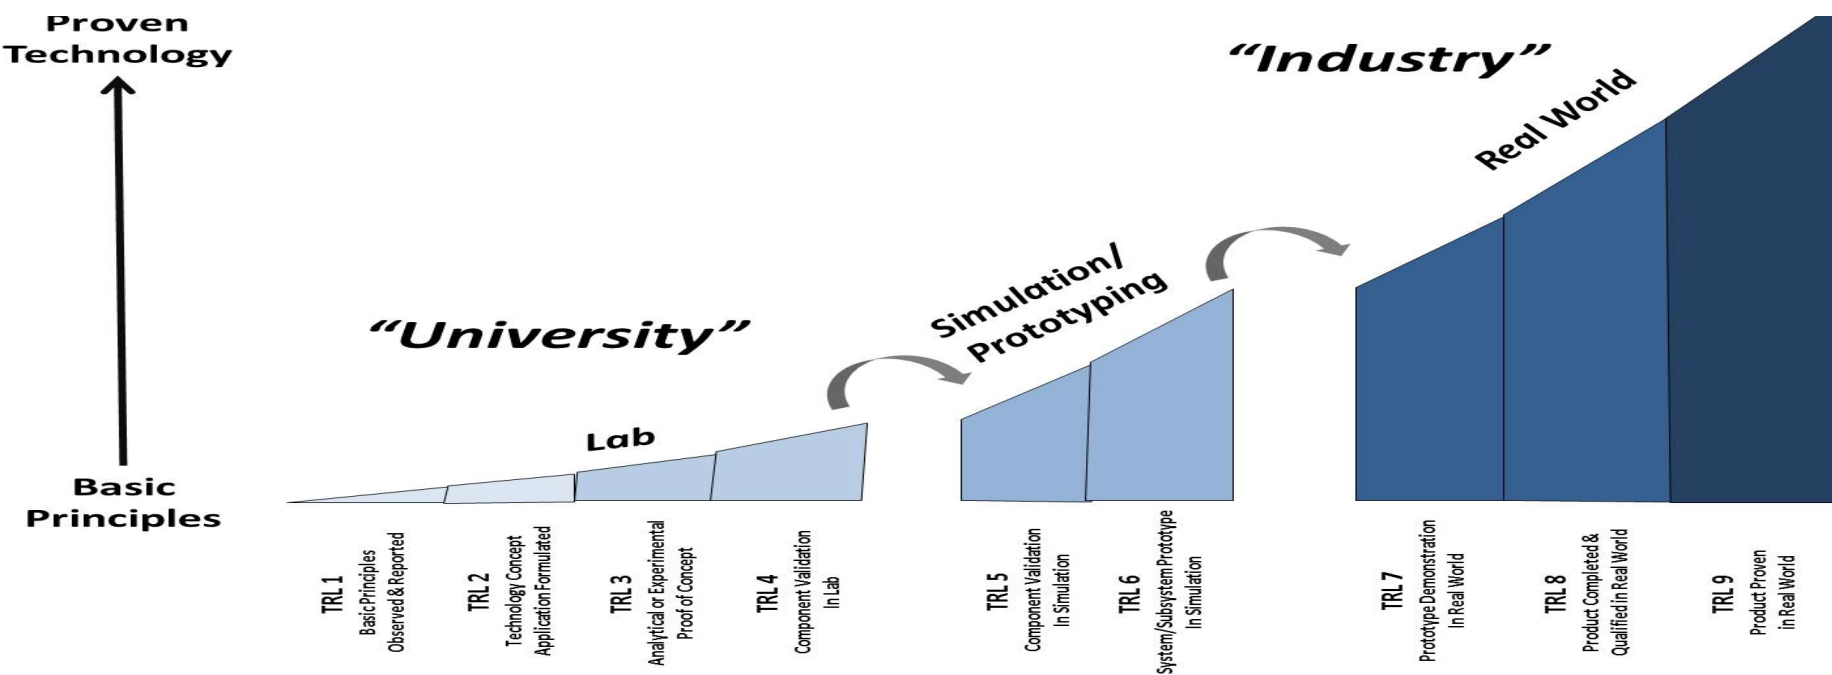 Proven
Technology
Basic
Principles
“University”
“Industry”
Lab
Simulation/
Prototyping
Real World
TRL 1
Basic Principles
Observed & Reported
TRL 2
Technology Concept
Application Formulated
TRL 3
Analytical or Experimental
Proof of Concept
TRL 4
Component Validation
In Lab
TRL 5
Component Validation
In Simulation
TRL 6
System/Subsystem Prototype
In Simulation
TRL 7
Prototype Demonstration
In Real World
TRL 8
Product Completed &
Qualified in Real World
TRL 9
Product Proven
in Real World